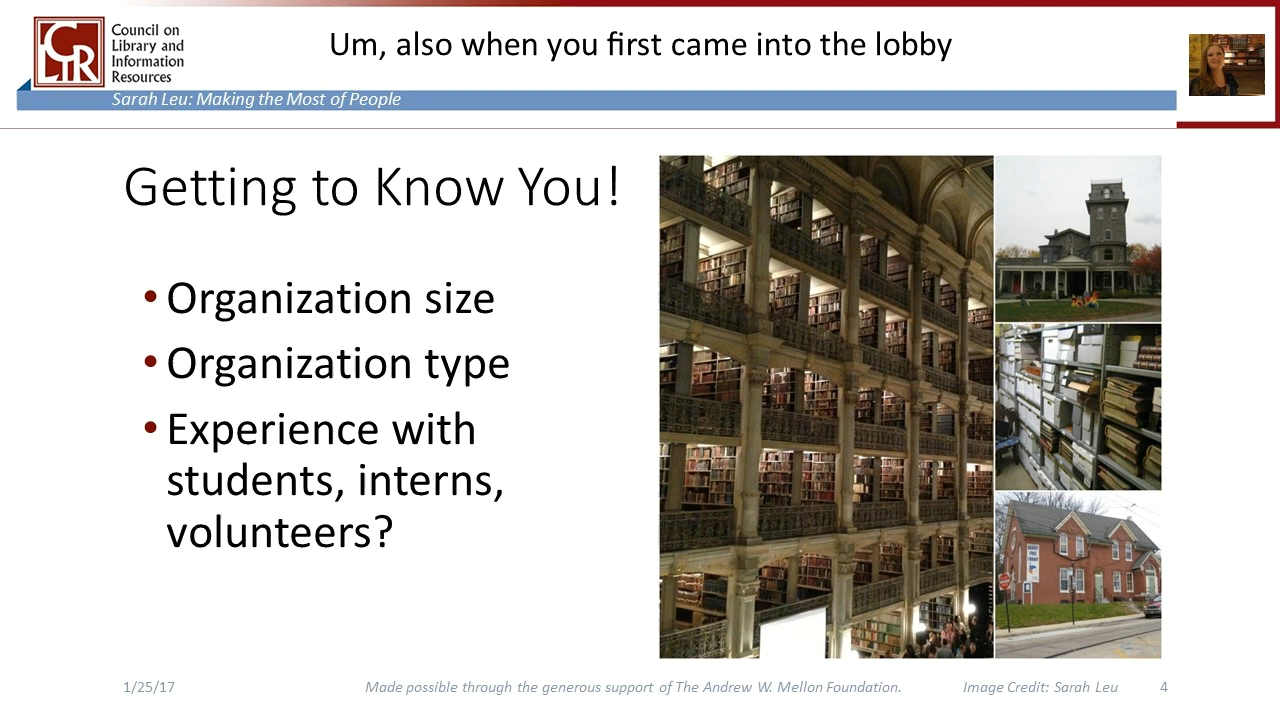 Council on
Library and
Information
Resources
CLIR
Um, also when you first came into the lobby
Sarah Leu: Making the Most of People
Getting to Know You!
• Organization size
• Organization type
• Experience with
students, interns,
volunteers?
1/25/17
Made possible through the generous support of The Andrew W. Mellon Foundation.
Image Credit: Sarah Leu
4